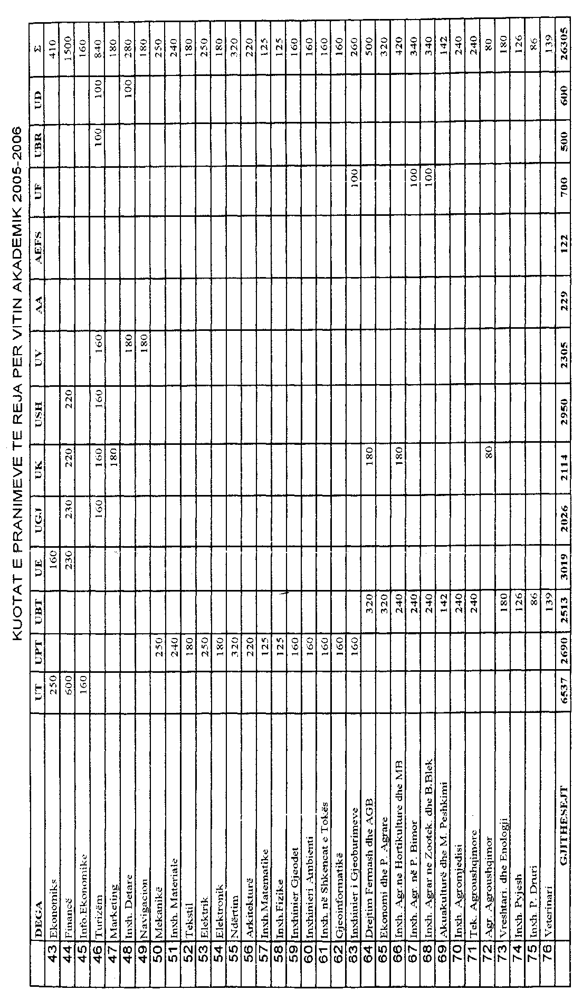 KUOTAT E PRANIMEVE TE REJA PER VITIN AKADEMIK 2005-2006
DEGA UT UPT UBT UE UGJ UK USH UV AA AEFS UF UBR UD Σ
43 Ekonomiks 250 160 410
44 Financë 600 230 230 220 220 1500
45 Info.Ekonomike 160 160
46 Turizëm 160 160 160 160 100 100 840
47 Marketing 180 180
48 Inxh. Detare 180 100 280
49 Navigacion 180 180
50 Mekanikë 250 250
51 Inxh. Materiale 240 240
52 Tekstil 180 180
53 Elektrik 250 250
54 Elektronik 180 180
55 Ndërtim 320 320
56 Arkitekturë 220 220
57 Inxh.Matematike 125 125
58 Inxh.Fizike 125 125
59 Inxhinier Gjeodet 160 160
60 Inxhinieri Ambienti 160 160
61 Inxh. në Shkencat e Tokës 160 160
62 Gjeoinformatikë 160 160
63 Inxhinier i Gjeoburimeve 160 100 260
64 Drejtim Fermash dhe AGB 320 180 500
65 Ekonomi dhe P. Agrare 320 320
66 Inxh. Agr.ne Hortikulture dhe MB 240 180 420
67 Inxh. Agr. në P. Bimor 240 100 340
68 Inxh. Agrar ne Zootek. dhe B.Blek 240 100 340
69 Akuakulturë dhe M. Peshkimi 142 142
70 Inxh. Agromjedisi 240 240
71 Tek. Agroushqimore 240 240
72 Agr. Agroushqimor 80 80
73 Vreshtari. dhe Enologji 180 180
74 Inxh. Pyjesh 126 126
75 Inxh. P. Druri 86 86
76 Veterinari 139 139
GJITHESEJT 6537 2690 2513 3019 2026 2114 2950 2305 229 122 700 500 600 26305